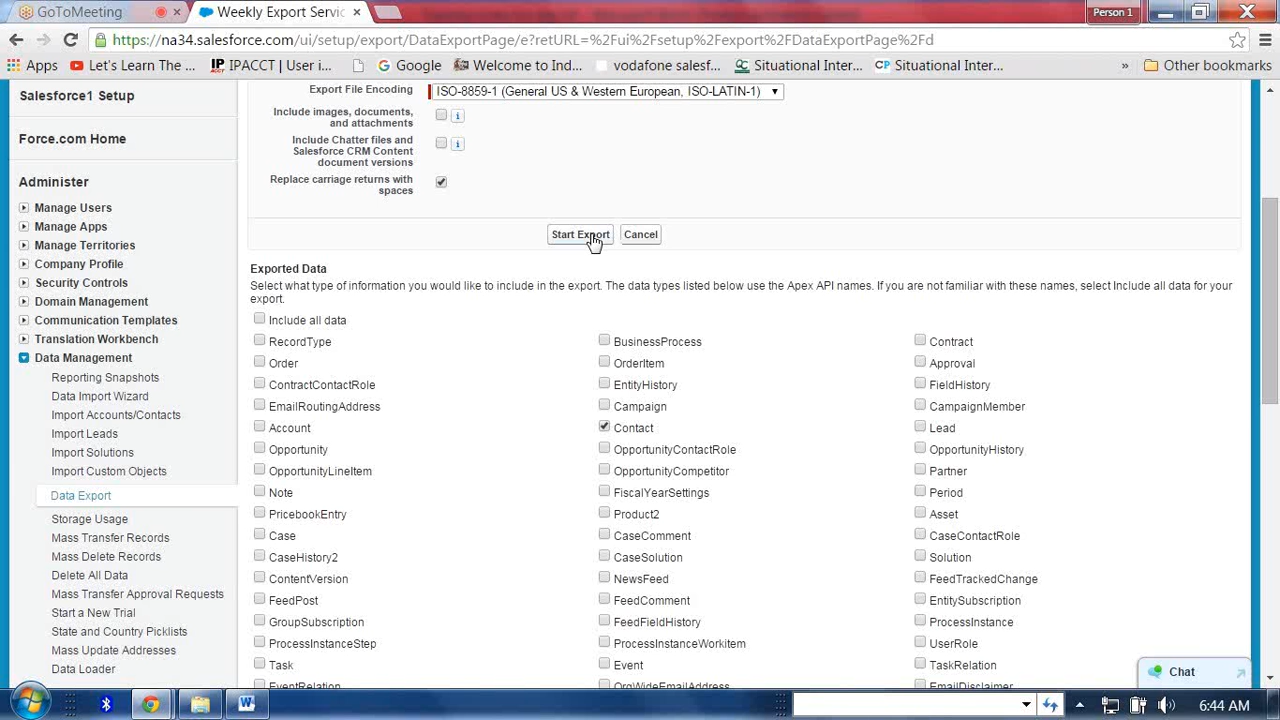 GoToMeeting
Weekly Export Servic
Person 1
https://na34.salesforce.com/ui/setup/export/DataExportPage/e?retURL=%2Fui%2Fsetup%2Fexport%2FDataExportPage%2Fd
Apps
Let's Learn The ...
IPACCT | User i...
Google
Welcome to Ind...
vodafone salesf...
Situational Inter...
CP Situational Inter...
»
Other bookmarks
Salesforce1 Setup
Force.com Home
Administer
Manage Users
Manage Apps
Manage Territories
Company Profile
Security Controls
Domain Management
Communication Templates
Translation Workbench
Data Management
Reporting Snapshots
Data Import Wizard
Import Accounts/Contacts
Import Leads
Import Solutions
Import Custom Objects
Data Export
Storage Usage
Mass Transfer Records
Mass Delete Records
Delete All Data
Mass Transfer Approval Requests
Start a New Trial
State and Country Picklists
Mass Update Addresses
Data Loader
Export File Encoding
ISO-8859-1 (General US & Western European, ISO-LATIN-1)
Include images, documents,
and attachments
Include Chatter files and
Salesforce CRM Content
document versions
Replace carriage returns with
spaces
Start Export
Cancel
Exported Data
Select what type of information you would like to include in the export. The data types listed below use the Apex API names. If you are not familiar with these names, select Include all data for your
export.
Include all data
RecordType BusinessProcess Contract
Order OrderItem Approval
ContractContactRole EntityHistory FieldHistory
EmailRoutingAddress Campaign CampaignMember
Account Contact Lead
Opportunity OpportunityContactRole OpportunityHistory
OpportunityLineItem OpportunityCompetitor Partner
Note FiscalYearSettings Period
PricebookEntry Product2 Asset
Case CaseComment CaseContactRole
CaseHistory2 CaseSolution Solution
ContentVersion NewsFeed FeedTrackedChange
FeedPost FeedComment EntitySubscription
GroupSubscription FeedFieldHistory ProcessInstance
ProcessInstanceStep ProcessInstanceWorkitem UserRole
Task Event TaskRelation
EventRelation OrgWideEmailAddress EmailDisclaimer
Chat
6:44 AM